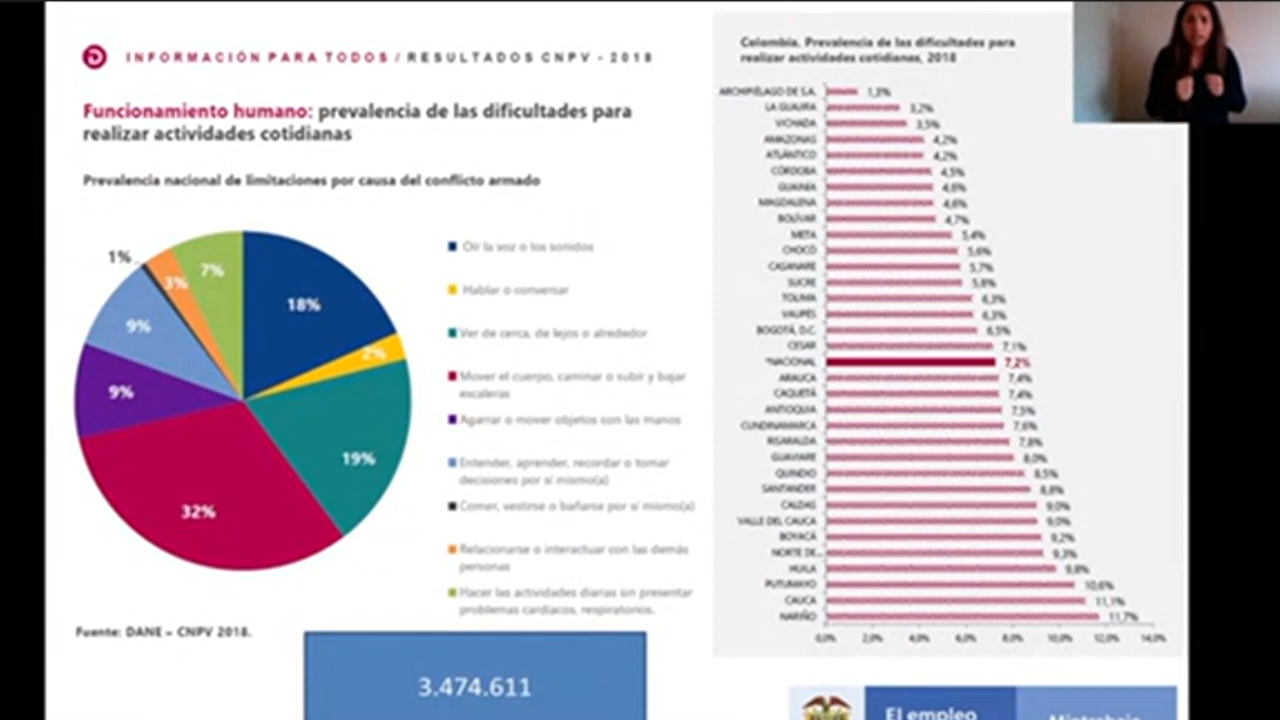 INFORMACIÓN PARA TODOS / RESULTADOS CNPV - 2018
Funcionamiento humano: prevalencia de las dificultades para
realizar actividades cotidianas
Prevalencia nacional de limitaciones por causa del conflicto armado
18%
2%
19%
32%
9%
9%
1%
3%
7%
Oír la voz o los sonidos
Hablar o conversar
Ver de cerca, de lejos o alrededor
Mover el cuerpo, caminar o subir y bajar
escaleras
Agarrar o mover objetos con las manos
Entender, aprender, recordar o tomar
decisiones por sí mismo(a)
Comer, vestirse o bañarse por sí mismo(a)
Relacionarse o interactuar con las demás
personas
Hacer las actividades diarias sin presentar
problemas cardiacos, respiratorios.
Fuente: DANE – CNPV 2018.
3.474.611
Colombia. Prevalencia de las dificultades para
realizar actividades cotidianas, 2018
ARCHIPIÉLAGO DE S.A. 1,3%
LA GUAJIRA 3,2%
VICHADA 3,5%
AMAZONAS 4,2%
ATLÁNTICO 4,2%
CÓRDOBA 4,5%
GUAINÍA 4,6%
MAGDALENA 4,6%
BOLÍVAR 4,7%
META 5,4%
CHOCÓ 5,6%
CASANARE 5,7%
SUCRE 5,8%
TOLIMA 6,3%
VAUPÉS 6,3%
BOGOTÁ, D.C. 6,5%
CESAR 7,1%
*NACIONAL 7,2%
ARAUCA 7,4%
CAQUETÁ 7,4%
ANTIOQUIA 7,5%
CUNDINAMARCA 7,6%
RISARALDA 7,8%
GUAVIARE 8,0%
QUINDIO 8,5%
SANTANDER 8,8%
CALDAS 9,0%
VALLE DEL CAUCA 9,0%
BOYACÁ 9,2%
NORTE DE... 9,3%
HUILA 9,8%
PUTUMAYO 10,6%
CAUCA 11,1%
NARIÑO 11,7%
0,0% 2,0% 4,0% 6,0% 8,0% 10,0% 12,0% 14,0%
El empleo
Mintrabajo